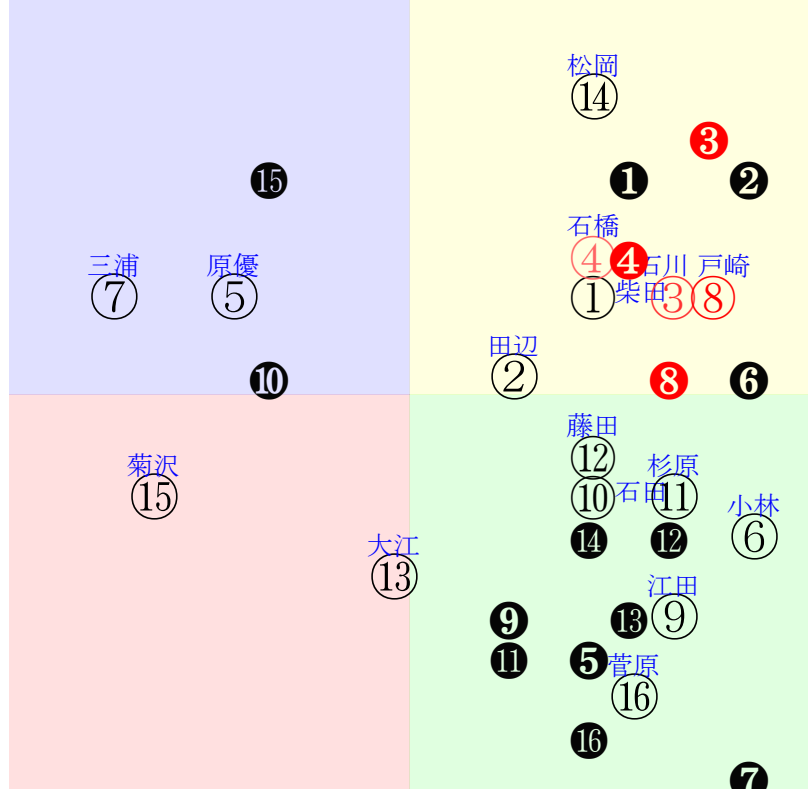 松岡
⑭
❸
⓯
❶
❷
石橋
④
❹
三浦
原優
石川
戸崎
⑦
⑤
①
柴田
③
⑧
田辺
②
❿
❽
❻
藤田
⑫
菊沢
杉原
⑮
⑩
石田
⑪
小林
⑥
大江
⓮
⓬
⑬
江田
⑨
❾
⓭
⓫
❺
菅原
⑯
⓰
❼